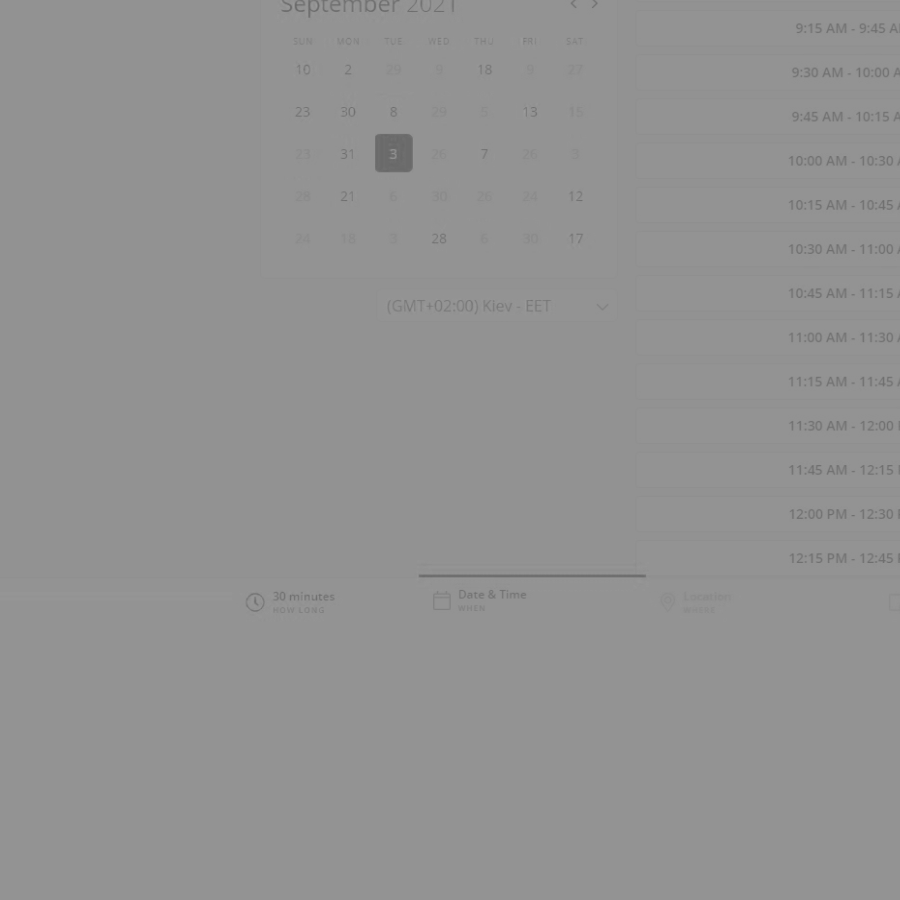 September 2021
SUN MON TUE WED THU FRI SAT
10 2 29 9 18 9 27
23 30 8 29 5 13 16
23 31 3 26 7 26 3
28 21 6 30 26 24 12
24 18 8 28 6 30 17
(GMT+02:00) Kiev - EET
9:15 AM - 9:45 A
9:30 AM - 10:00 A
9:45 AM - 10:15 A
10:00 AM - 10:30 A
10:15 AM - 10:45 A
10:30 AM - 11:00 A
10:45 AM - 11:15 A
11:00 AM - 11:30 A
11:15 AM - 11:45 A
11:30 AM - 12:00 P
11:45 AM - 12:15 P
12:00 PM - 12:30 P
12:15 PM - 12:45 P
30 minutes
HOW LONG
Date & Time
WHEN
Location
WHERE